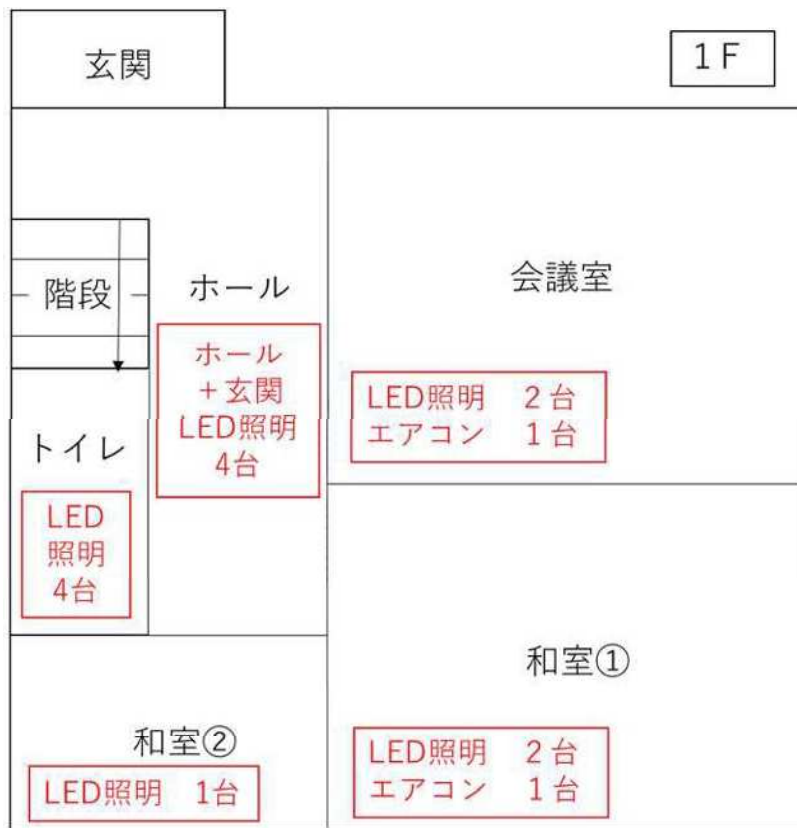 玄関
1F
階段
ホール
会議室
ホール
+玄関
LED照明
4台
LED照明　2台
エアコン　1台
トイレ
LED
照明
4台
和室①
和室②
LED照明　1台
LED照明　2台
エアコン　1台